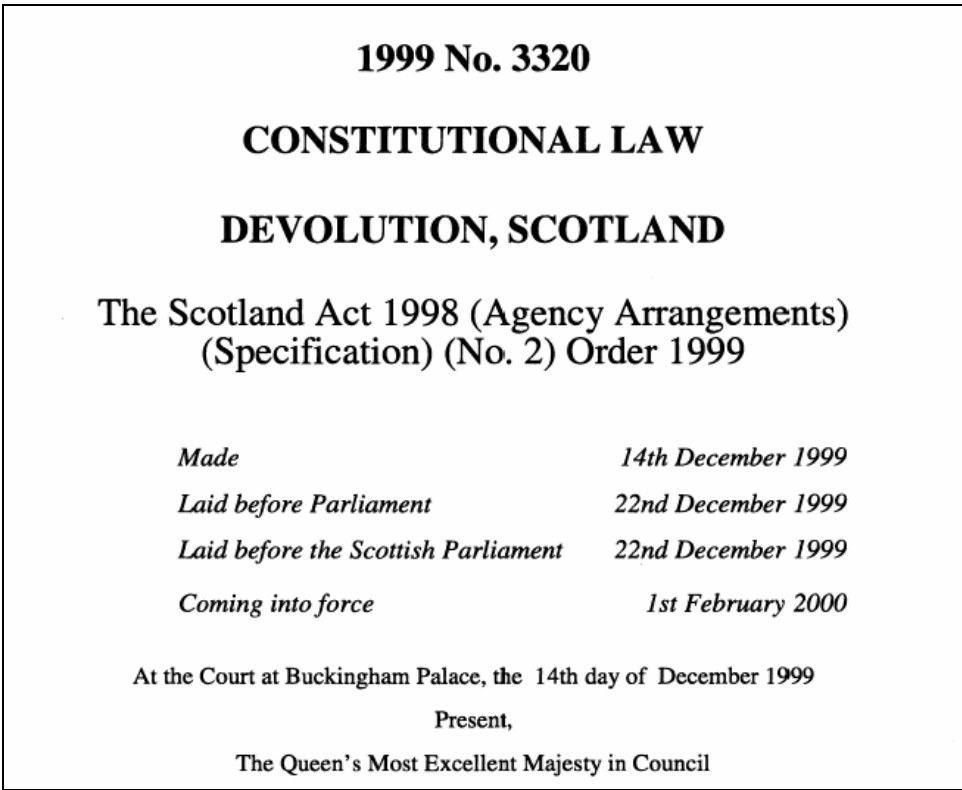 1999 No. 3320
CONSTITUTIONAL LAW
DEVOLUTION, SCOTLAND
The Scotland Act 1998 (Agency Arrangements)
(Specification) (No. 2) Order 1999
Made 14th December 1999
Laid before Parliament 22nd December 1999
Laid before the Scottish Parliament 22nd December 1999
Coming into force 1st February 2000
At the Court at Buckingham Palace, the 14th day of December 1999
Present,
The Queen's Most Excellent Majesty in Council